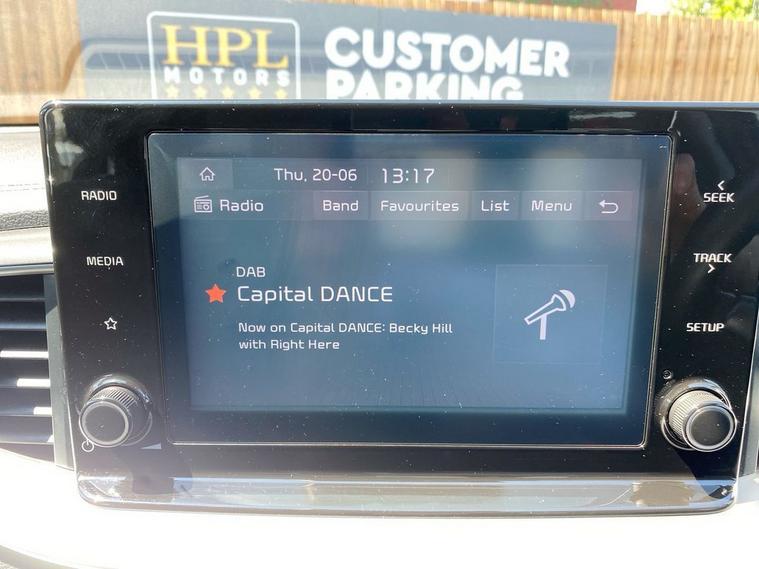 HPL
MOTORS
CUSTOMER
PARKING
Thu, 20-06 13:17
Radio Band Favourites List Menu
DAB
Capital DANCE
Now on Capital DANCE: Becky Hill
with Right Here
RADIO
MEDIA
SEEK
TRACK
SETUP